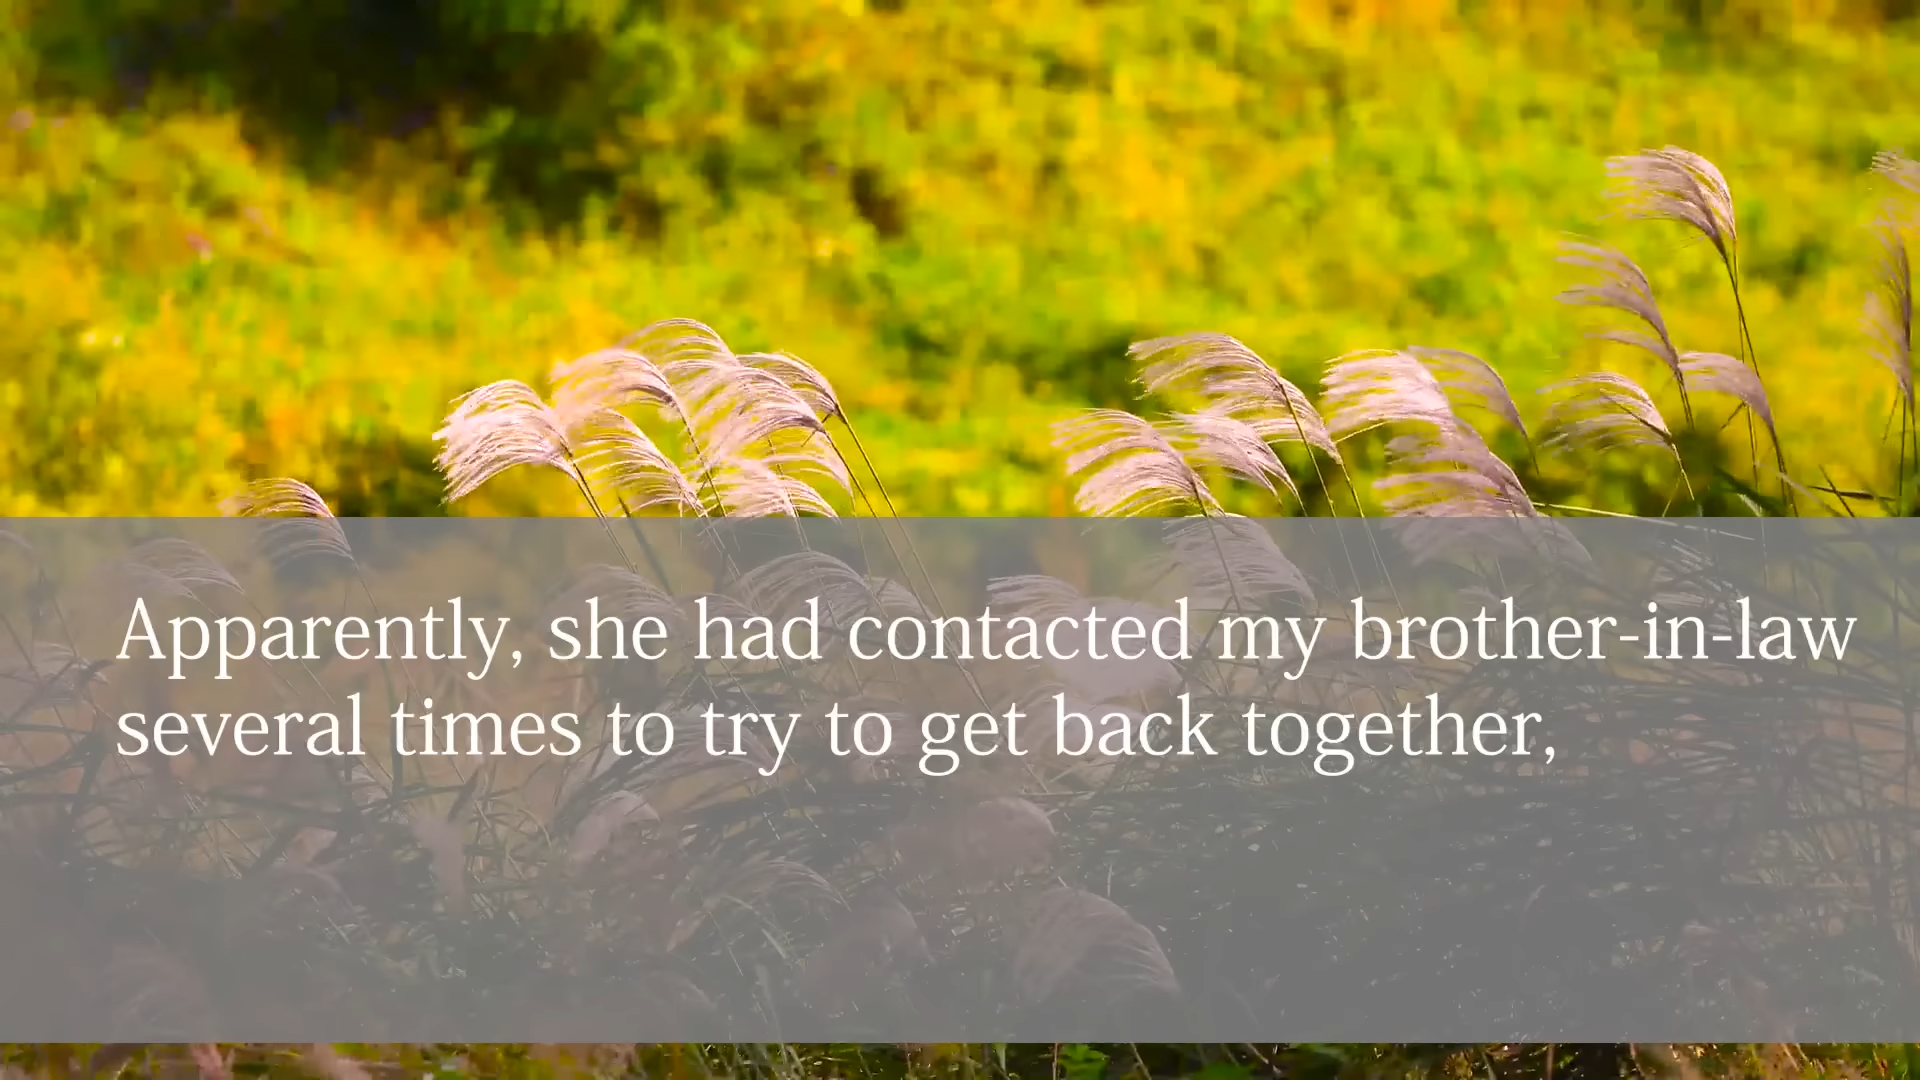 Apparently, she had contacted my brother-in-law
several times to try to get back together,